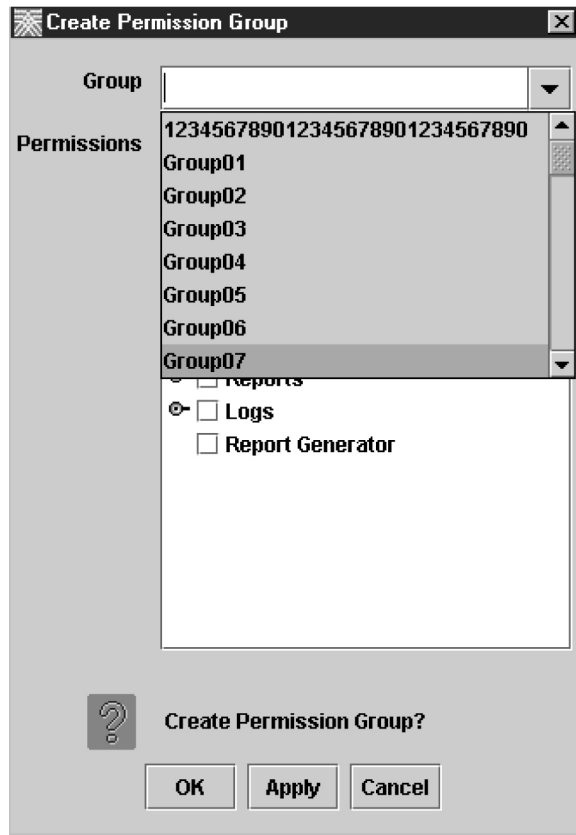 Create Permission Group
Group
Permissions
123456789012345678901234567890
Group01
Group02
Group03
Group04
Group05
Group06
Group07
Reports
Logs
Report Generator
Create Permission Group?
OK Apply Cancel